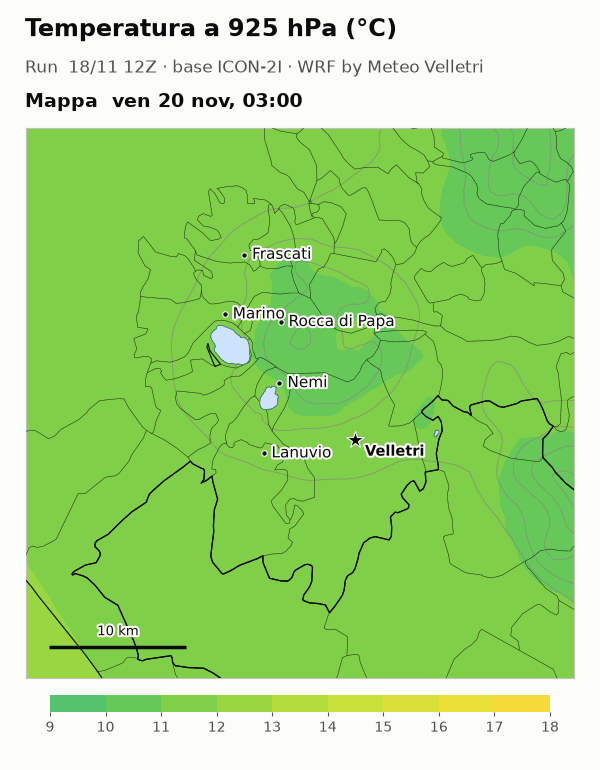 Temperatura a 925 hPa (°C)
Run  18/11 12Z · base ICON-2I · WRF by Meteo Velletri
Mappa  ven 20 nov, 03:00
Frascati
Marino
Rocca di Papa
Nemi
Velletri
Lanuvio
10 km
9 10 11 12 13 14 15 16 17 18